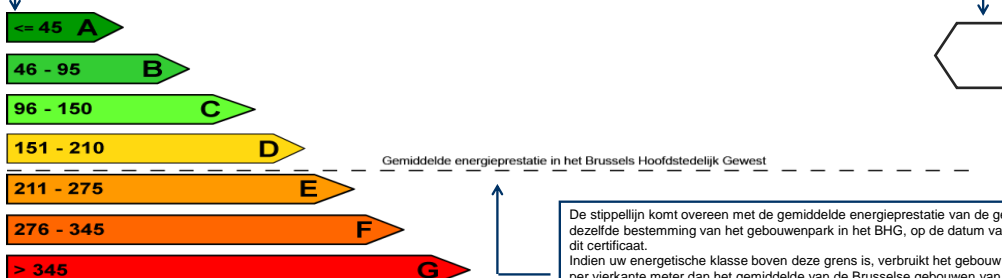 <= 45 A
46 - 95 B
96 - 150 C
151 - 210 D
Gemiddelde energieprestatie in het Brussels Hoofdstedelijk Gewest
211 - 275 E
276 - 345 F
> 345 G
De stippellijn komt overeen met de gemiddelde energieprestatie van de
dezelfde bestemming van het gebouwenpark in het BHG, op de datum
dit certificaat.
Indien uw energetische klasse boven deze grens is, verbruikt het gebouw
per vierkante meter dan het gemiddelde van de Brusselse gebouwen van